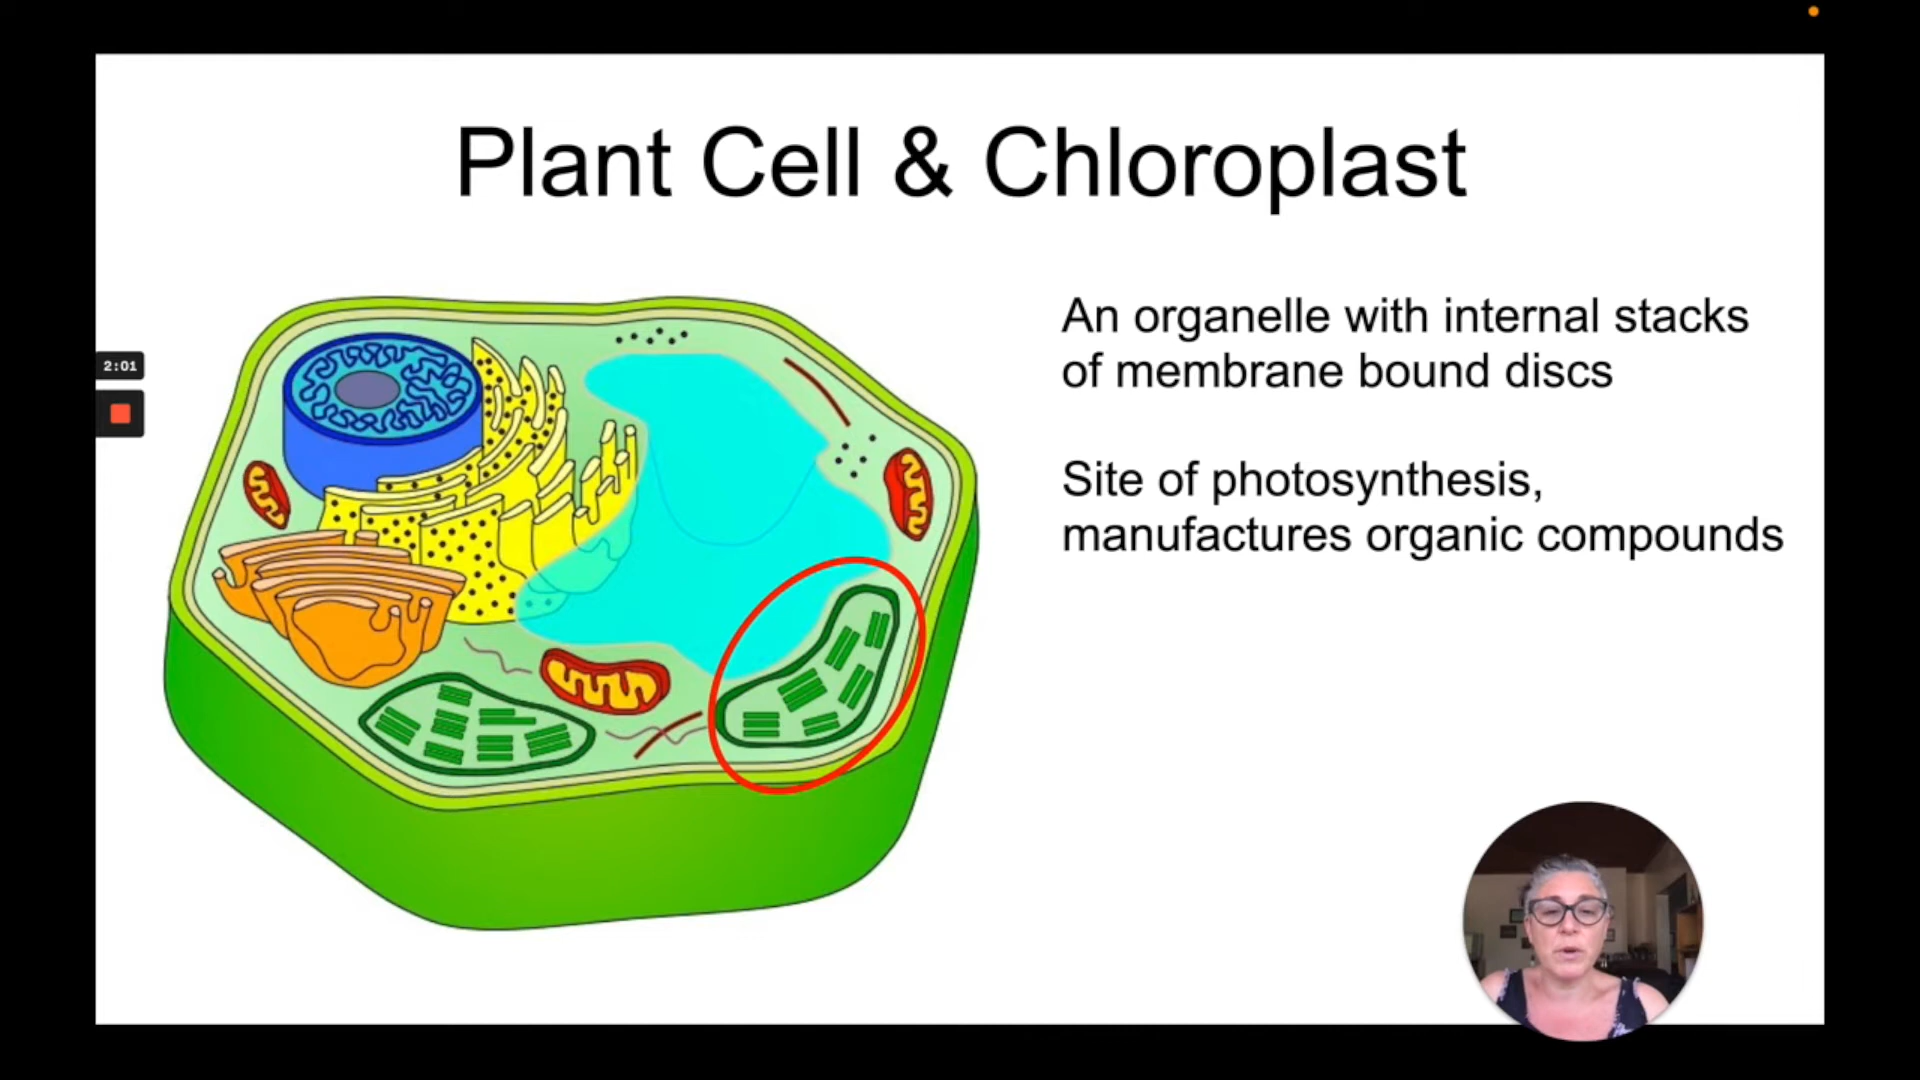 Plant Cell & Chloroplast
An organelle with internal stacks
of membrane bound discs
2:01
Site of photosynthesis,
manufactures organic compounds